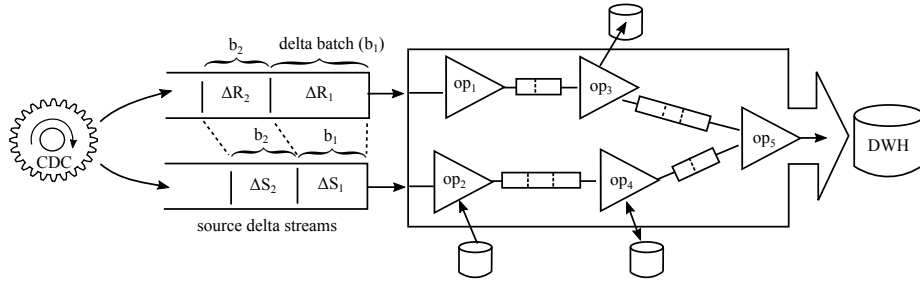 b₂ delta batch (b₁)
ΔR₂ ΔR₁
CDC
b₂ b₁
ΔS₂ ΔS₁
source delta streams
op₁ op₃
op₅
op₂ op₄
DWH